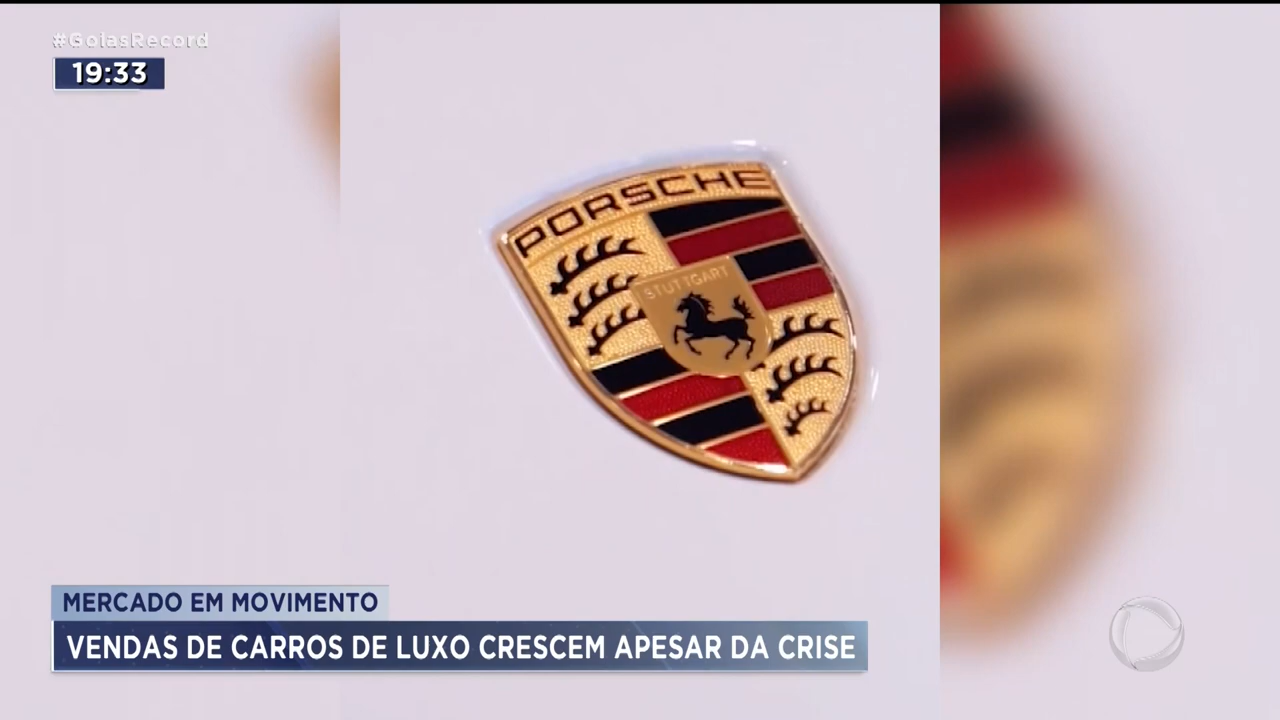 #GoiasRecord
19:33
PORSCHE
STUTTGART
MERCADO EM MOVIMENTO
VENDAS DE CARROS DE LUXO CRESCEM APESAR DA CRISE